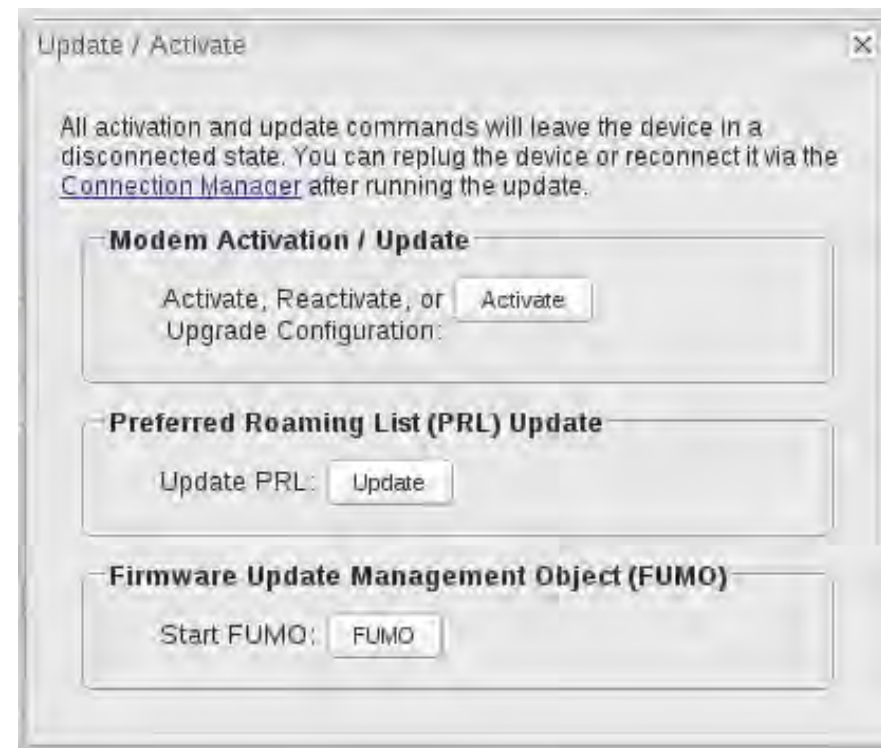 Update / Activate
All activation and update commands will leave the device in a
disconnected state. You can replug the device or reconnect it via the
Connection Manager after running the update.
Modem Activation / Update
Activate, Reactivate, or
Upgrade Configuration:
Activate
Preferred Roaming List (PRL) Update
Update PRL: Update
Firmware Update Management Object (FUMO)
Start FUMO: FUMO